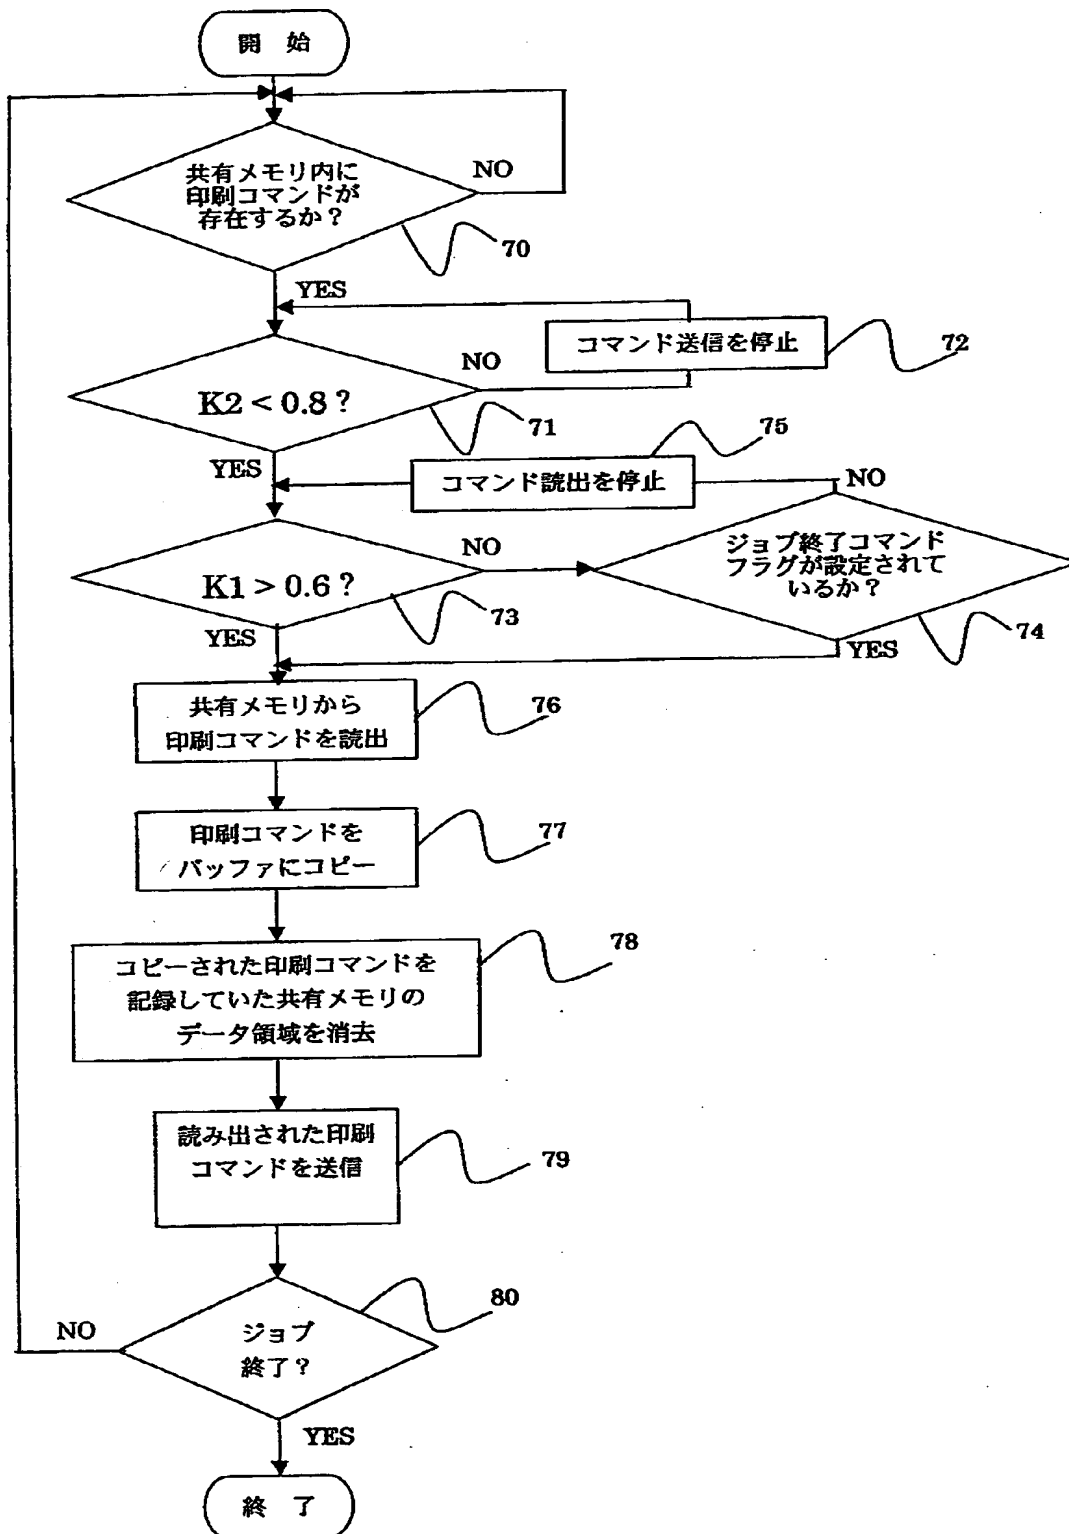 開 始
共有メモリ内に
印刷コマンドが
存在するか？
NO
70
YES
コマンド送信を停止
72
NO
K2 < 0.8 ?
71
75
YES
コマンド読出を停止
NO
ジョブ終了コマンド
フラグが設定されて
いるか？
NO
K1 > 0.6 ?
73
74
YES
YES
共有メモリから
印刷コマンドを読出
76
印刷コマンドを
バッファにコピー
77
コピーされた印刷コマンドを
記録していた共有メモリの
データ領域を消去
78
読み出された印刷
コマンドを送信
79
80
NO
ジョブ
終了？
YES
終 了